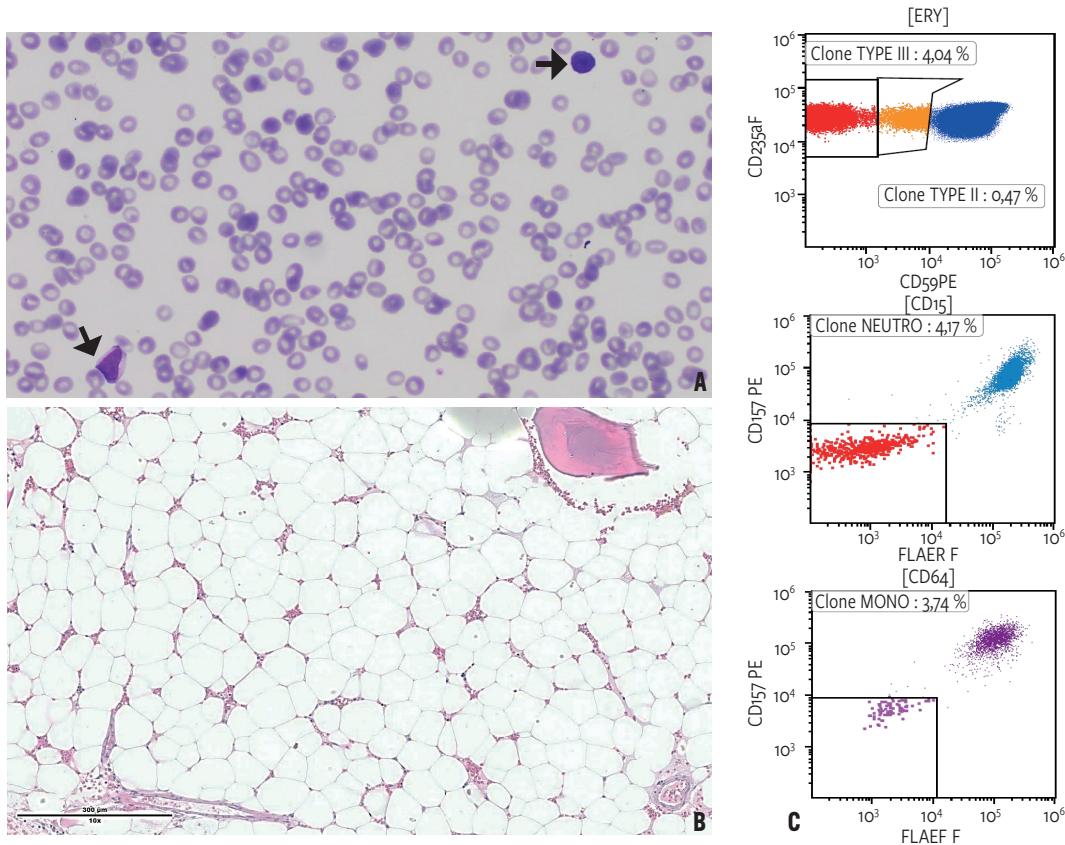 A
300 µm
10x
B
[ERY]
10⁶
Clone TYPE III : 4,04 %
10⁵
CD235aF
10⁴
10³
Clone TYPE II : 0,47 %
10³ 10⁴ 10⁵ 10⁶
CD59PE
[CD15]
10⁶
Clone NEUTRO : 4,17 %
10⁵
CD157 PE
10⁴
10³
10³ 10⁴ 10⁵ 10⁶
FLAER F
[CD64]
10⁶
Clone MONO : 3,74 %
10⁵
CD157 PE
10⁴
10³
10³ 10⁴ 10⁵ 10⁶
C
FLAEF F